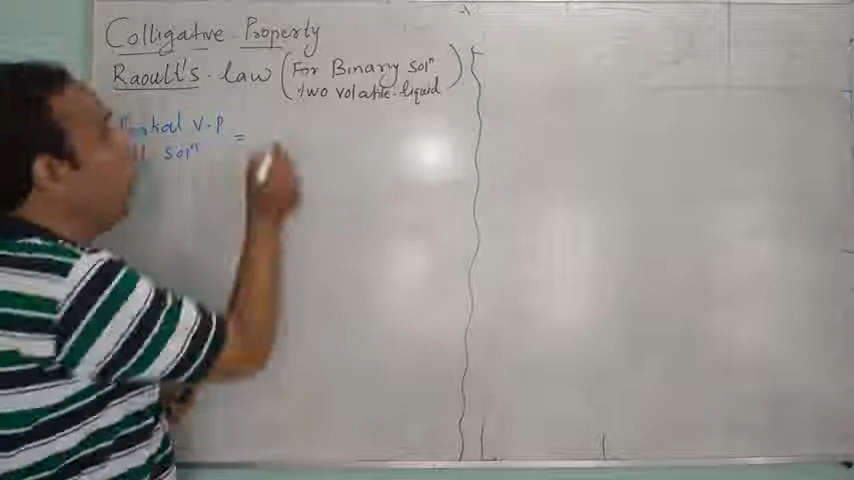 Colligative Property
Raoult's law (For Binary solⁿ
two volatile liquid)
V.P
solⁿ =